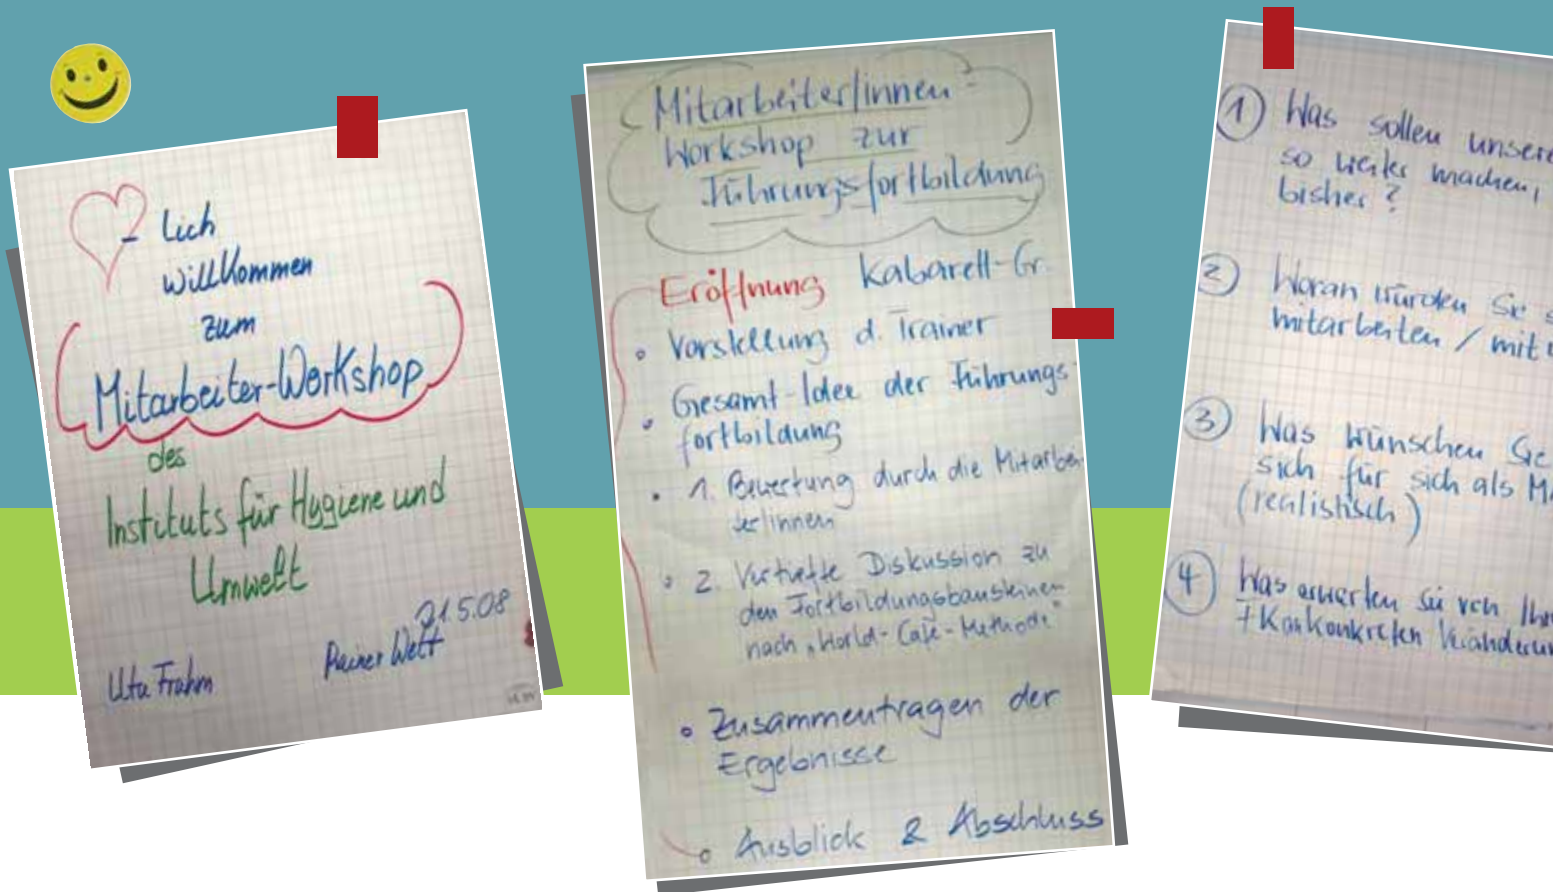 - lich
willkommen
zum
Mitarbeiter-Workshop
des
Instituts für Hygiene und
Umwelt
21.5.08
Uta Frahm Rainer Welt
Mitarbeiter/innen-
Workshop zur
Führungsfortbildung
Eröffnung Kabarett-Gr.
Vorstellung d. Trainer
Gesamt-Idee der Führungs
fortbildung
1. Bewertung durch die Mitarbei
ter/innen
2. Vertiefte Diskussion zu
den Fortbildungsbausteinen
nach „World-Café-Methode"
Zusammentragen der
Ergebnisse
Ausblick & Abschluss
1 Was sollen unsere
so weiter machen,
bisher ?
2 Woran würden Sie s
mitarbeiten / mit
3 Was wünschen Sie
sich für sich als Mi
(realistisch)
4 Was erwarten Sie von Ihr
Veränderun